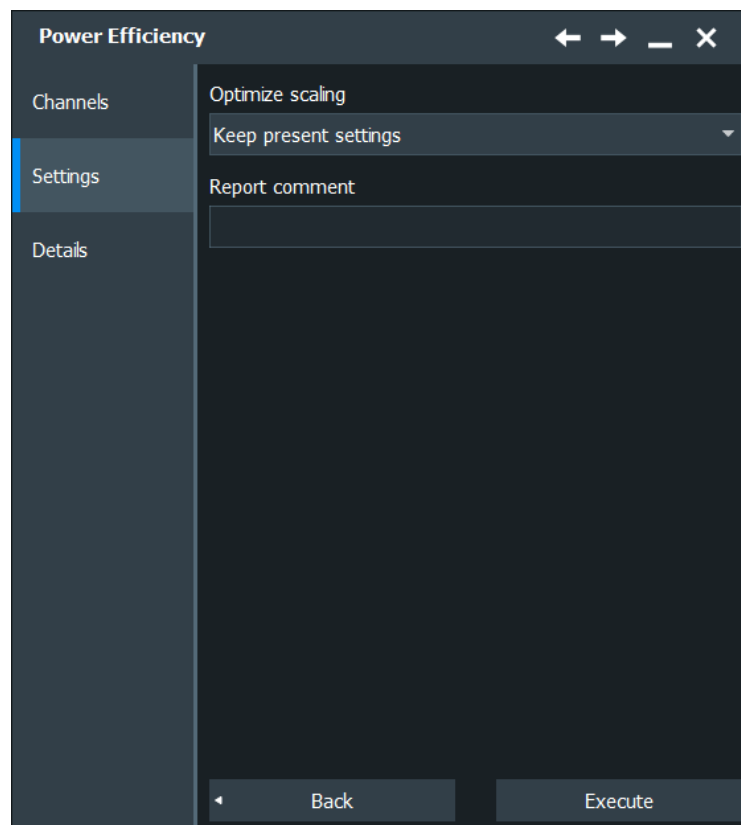 Power Efficiency
Channels
Settings
Details
Optimize scaling
Keep present settings
Report comment
Back
Execute